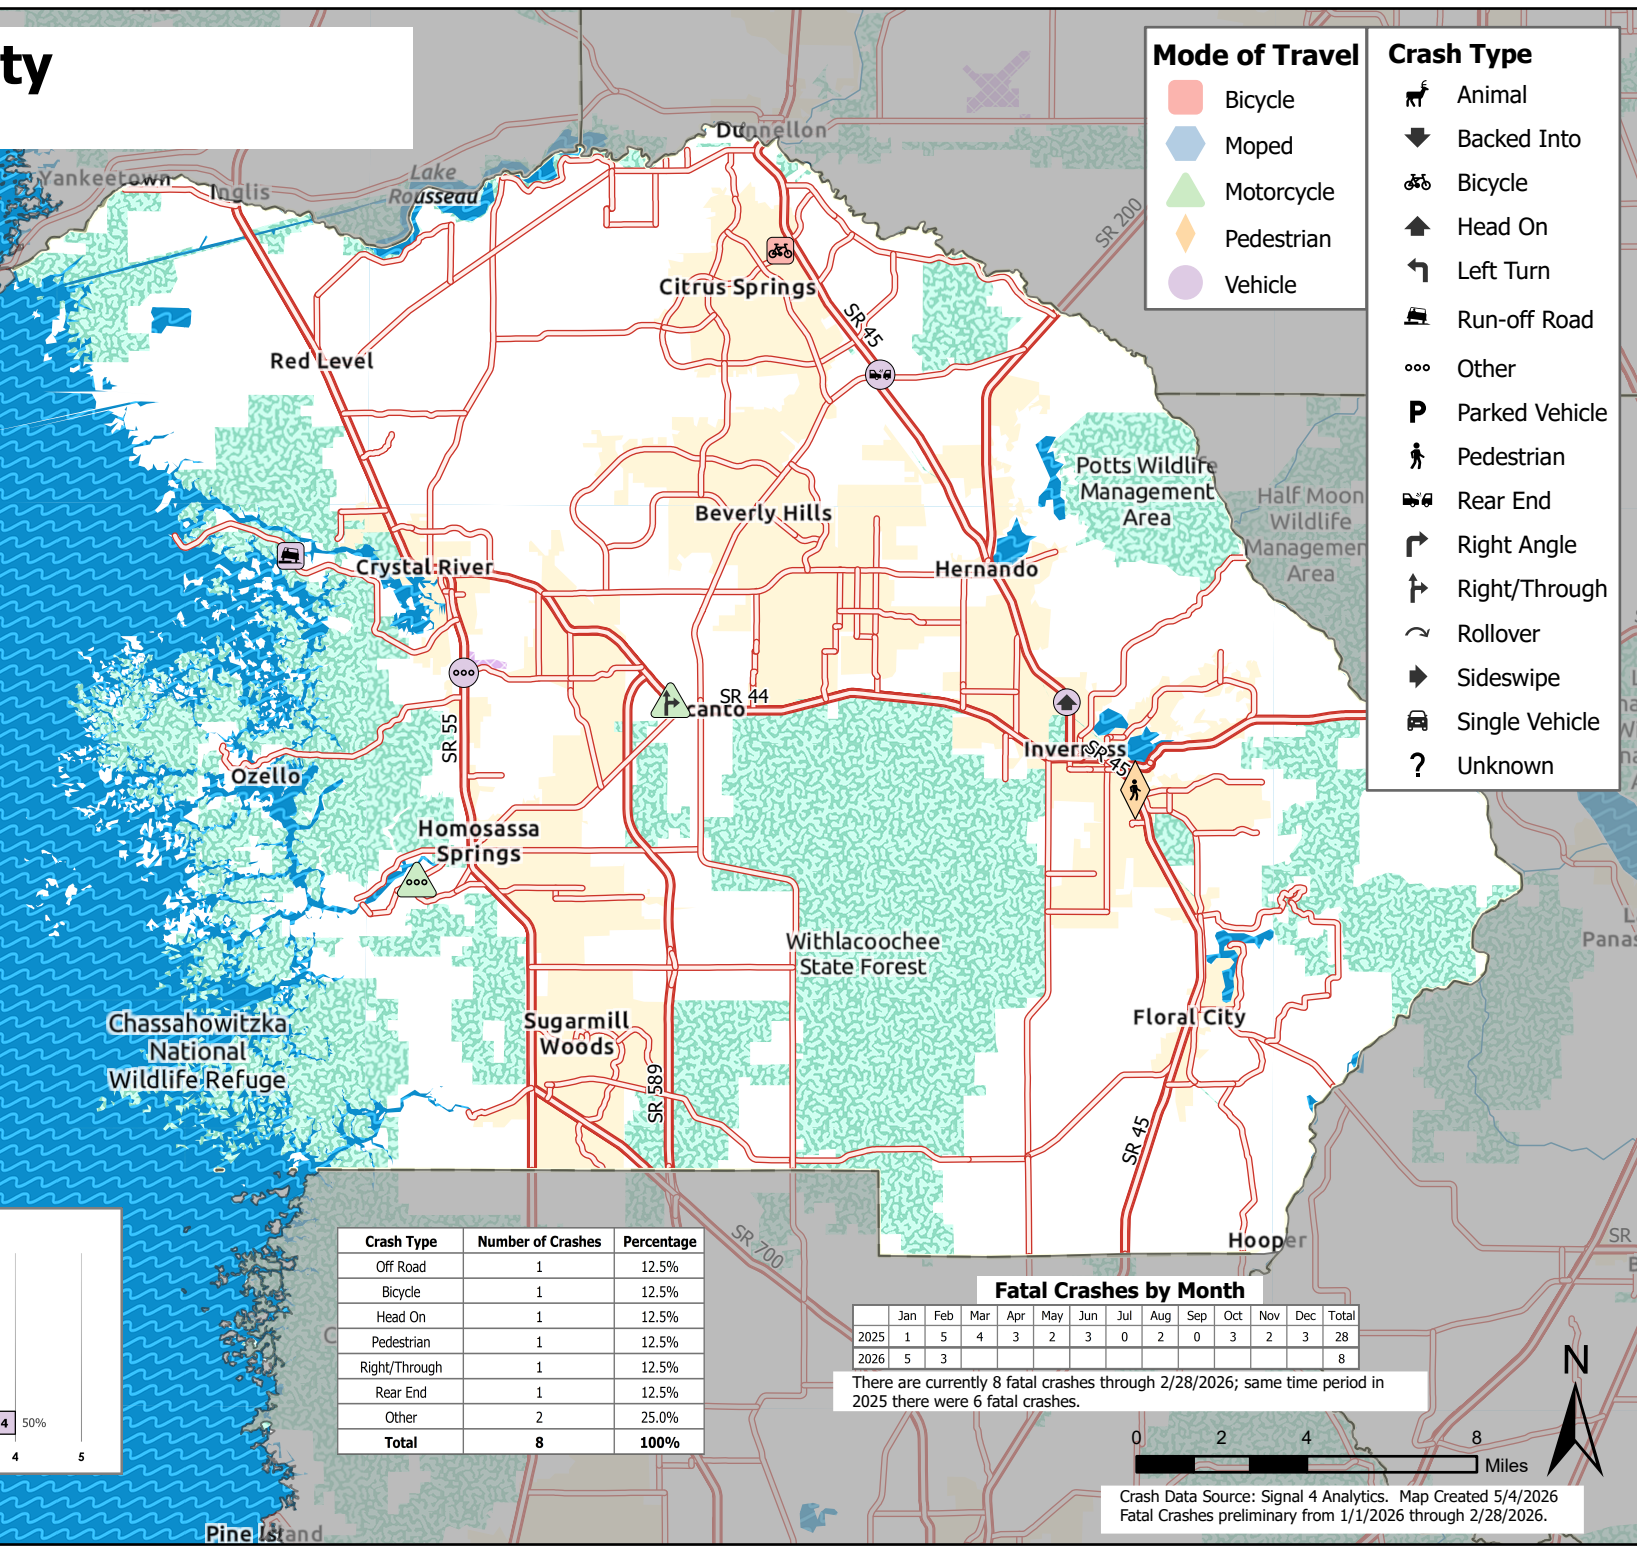 ty
Mode of Travel
Bicycle
Moped
Motorcycle
Pedestrian
Vehicle
Crash Type
Animal
Backed Into
Bicycle
Head On
Left Turn
Run-off Road
Other
P Parked Vehicle
Pedestrian
Rear End
Right Angle
Right/Through
Rollover
Sideswipe
Single Vehicle
? Unknown
Dunnellon
Yankeetown
Inglis
Lake
Rousseau
SR 200
Citrus Springs
SR 45
Red Level
Potts Wildlife
Management
Area
Half Moon
Wildlife
Managemen
Area
Beverly Hills
Crystal River
Hernando
SR 44
canto
SR 55
Inverness
SR 45
Ozello
Homosassa
Springs
Withlacoochee
State Forest
Panas
Chassahowitzka
National
Wildlife Refuge
Sugarmill
Woods
Floral City
SR 589
SR 45
SR 700
Hooper
SR
Pine Island
4 50%
4 5
Crash Type Number of Crashes Percentage
Off Road 1 12.5%
Bicycle 1 12.5%
Head On 1 12.5%
Pedestrian 1 12.5%
Right/Through 1 12.5%
Rear End 1 12.5%
Other 2 25.0%
Total 8 100%
Fatal Crashes by Month
Jan Feb Mar Apr May Jun Jul Aug Sep Oct Nov Dec Total
2025 1 5 4 3 2 3 0 2 0 3 2 3 28
2026 5 3 8
There are currently 8 fatal crashes through 2/28/2026; same time period in
2025 there were 6 fatal crashes.
N
0 2 4 8
Miles
Crash Data Source: Signal 4 Analytics. Map Created 5/4/2026
Fatal Crashes preliminary from 1/1/2026 through 2/28/2026.